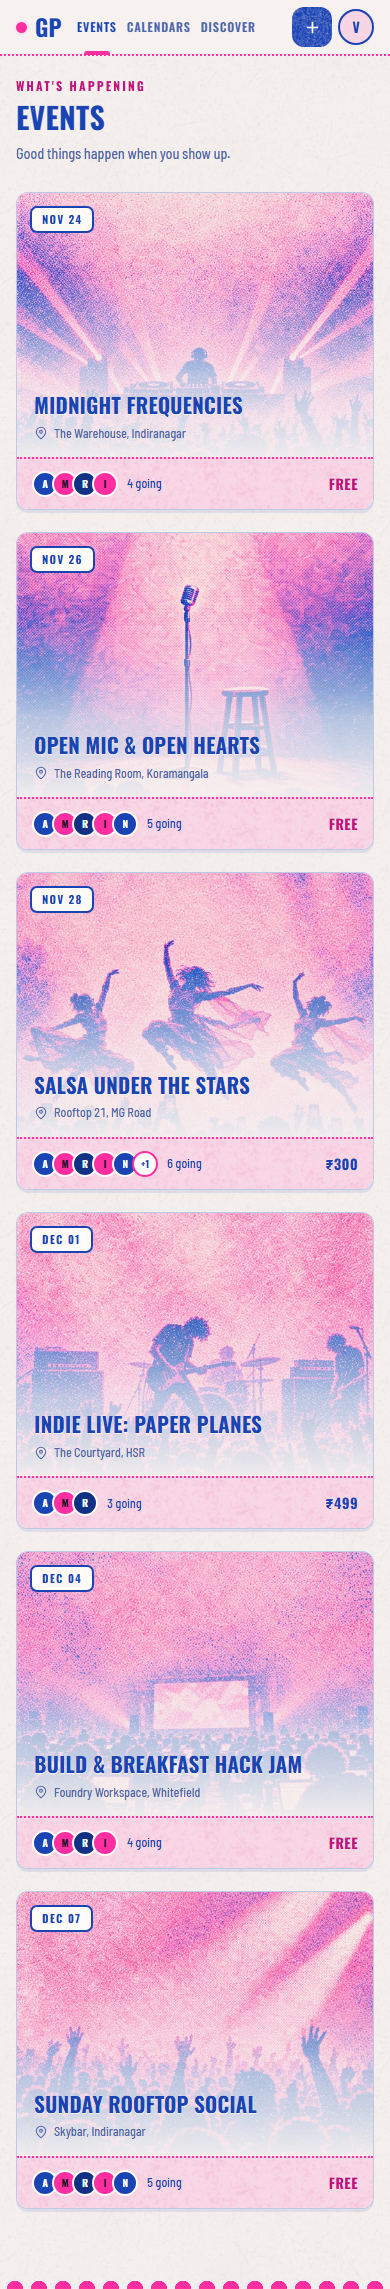 GP EVENTS CALENDARS DISCOVER + V
WHAT'S HAPPENING
EVENTS
Good things happen when you show up.
NOV 24
MIDNIGHT FREQUENCIES
The Warehouse, Indiranagar
A M R I 4 going FREE
NOV 26
OPEN MIC & OPEN HEARTS
The Reading Room, Koramangala
A M R I N 5 going FREE
NOV 28
SALSA UNDER THE STARS
Rooftop 21, MG Road
A M R I N +1 6 going ₹300
DEC 01
INDIE LIVE: PAPER PLANES
The Courtyard, HSR
A M R 3 going ₹499
DEC 04
BUILD & BREAKFAST HACK JAM
Foundry Workspace, Whitefield
A M R I 4 going FREE
DEC 07
SUNDAY ROOFTOP SOCIAL
Skybar, Indiranagar
A M R I N 5 going FREE